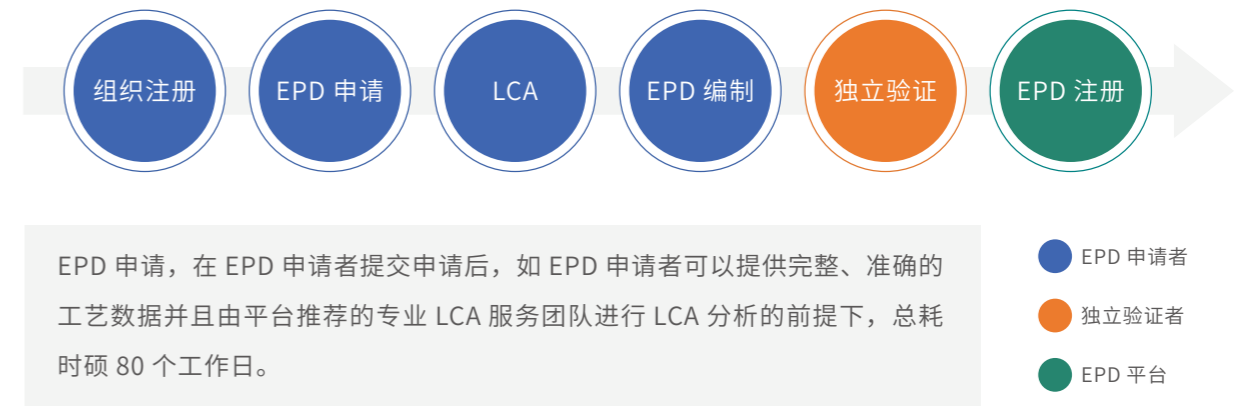 组织注册
EPD 申请
LCA
EPD 编制
独立验证
EPD 注册
EPD 申请，在 EPD 申请者提交申请后，如 EPD 申请者可以提供完整、准确的
工艺数据并且由平台推荐的专业 LCA 服务团队进行 LCA 分析的前提下，总耗
时硕 80 个工作日。
EPD 申请者
独立验证者
EPD 平台